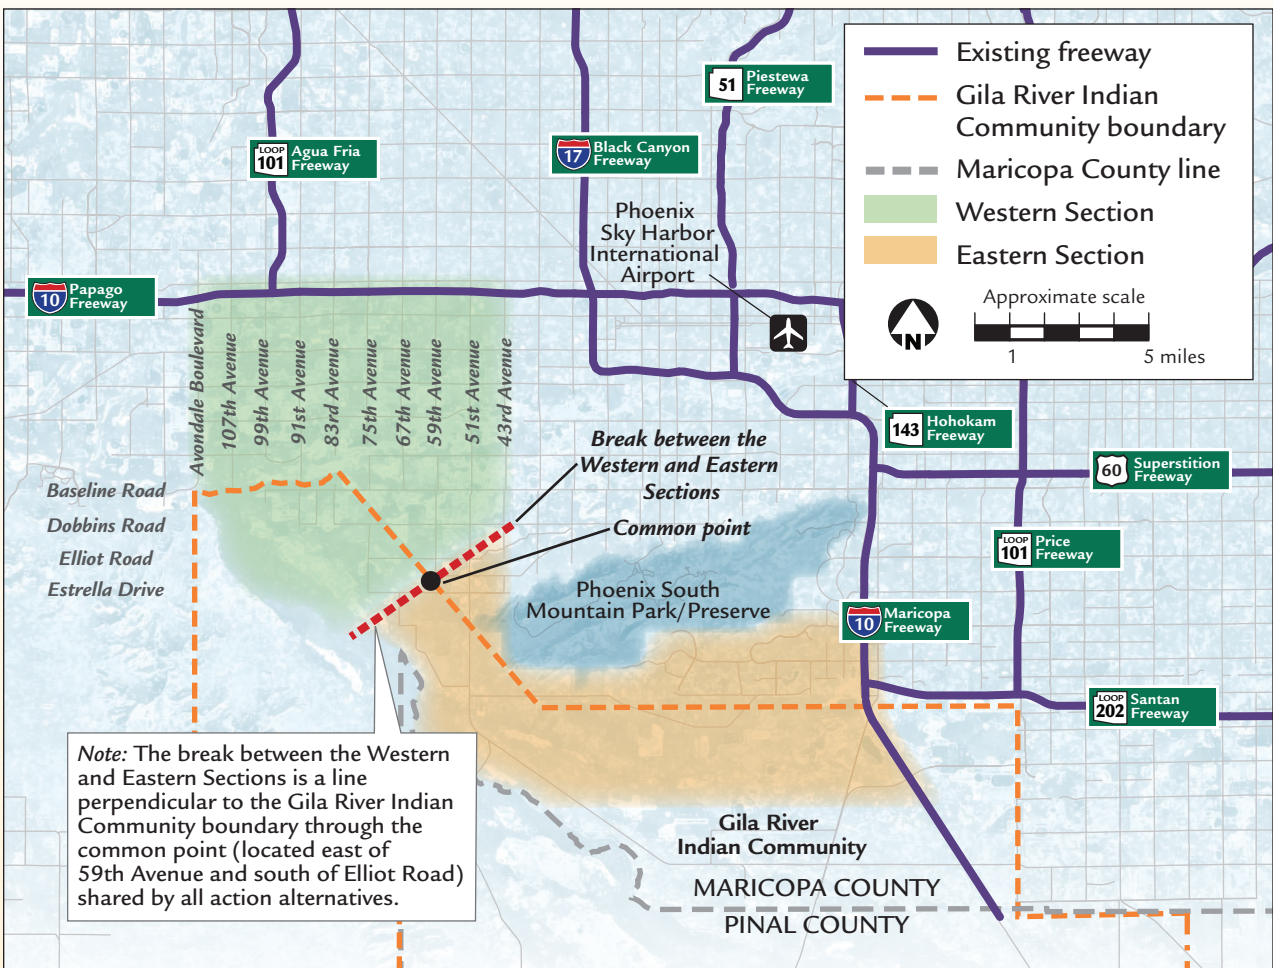 Existing freeway
Gila River Indian
Community boundary
Maricopa County line
Western Section
Eastern Section
Approximate scale
N
1 5 miles
51 Piestewa
Freeway
LOOP
101
Agua Fria
Freeway
17
Black Canyon
Freeway
Phoenix
Sky Harbor
International
Airport
10
Papago
Freeway
Avondale Boulevard
107th Avenue
99th Avenue
91st Avenue
83rd Avenue
75th Avenue
67th Avenue
59th Avenue
51st Avenue
43rd Avenue
143
Hohokam
Freeway
Break between the
Western and Eastern
Sections
60
Superstition
Freeway
Baseline Road
Dobbins Road
Elliot Road
Estrella Drive
Common point
LOOP
101
Price
Freeway
Phoenix South
Mountain Park/Preserve
10
Maricopa
Freeway
LOOP
202
Santan
Freeway
Note: The break between the Western
and Eastern Sections is a line
perpendicular to the Gila River Indian
Community boundary through the
common point (located east of
59th Avenue and south of Elliot Road)
shared by all action alternatives.
Gila River
Indian Community
MARICOPA COUNTY
PINAL COUNTY